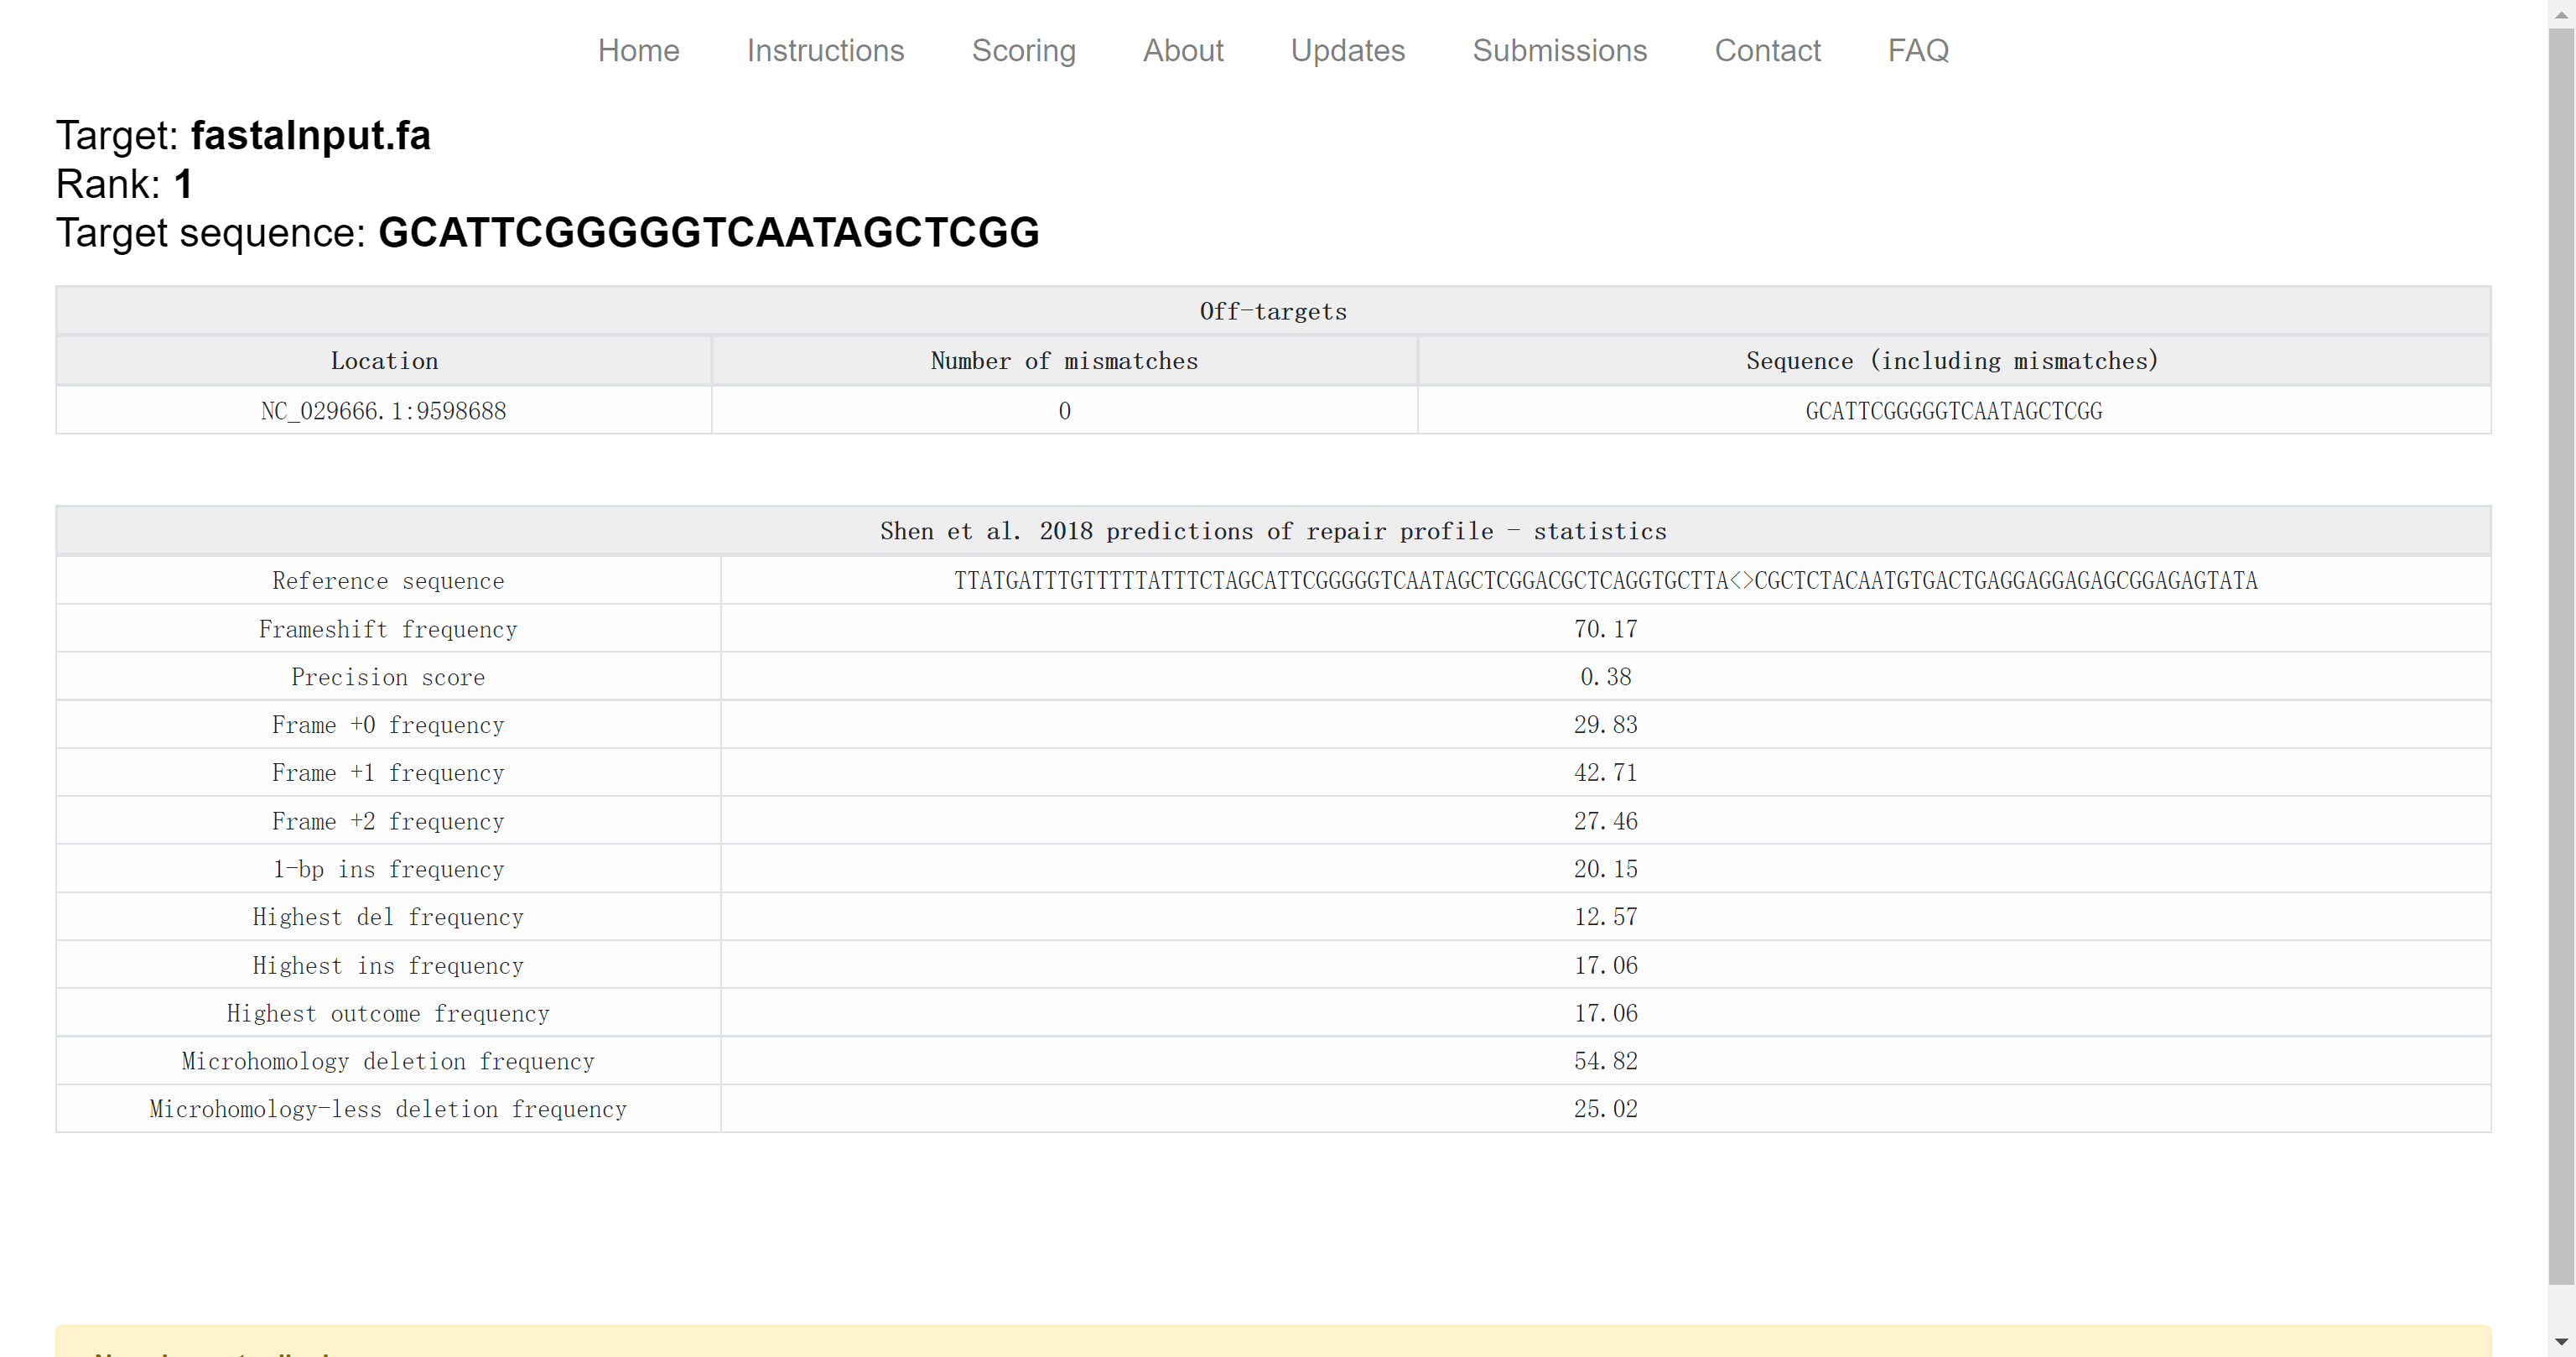 Home Instructions Scoring About Updates Submissions Contact FAQ
Target: fastaInput.fa
Rank: 1
Target sequence: GCATTCGGGGGTCAATAGCTCGG
Off-targets
Location Number of mismatches Sequence (including mismatches)
NC_029666.1:9598688 0 GCATTCGGGGGTCAATAGCTCGG
Shen et al. 2018 predictions of repair profile - statistics
Reference sequence TTATGATTTGTTTTTATTTCTAGCATTCGGGGGTCAATAGCTCGGACGCTCAGGTGCTTA<>CGCTCTACAATGTGACTGAGGAGGAGAGCGGAGAGTATA
Frameshift frequency 70.17
Precision score 0.38
Frame +0 frequency 29.83
Frame +1 frequency 42.71
Frame +2 frequency 27.46
1-bp ins frequency 20.15
Highest del frequency 12.57
Highest ins frequency 17.06
Highest outcome frequency 17.06
Microhomology deletion frequency 54.82
Microhomology-less deletion frequency 25.02